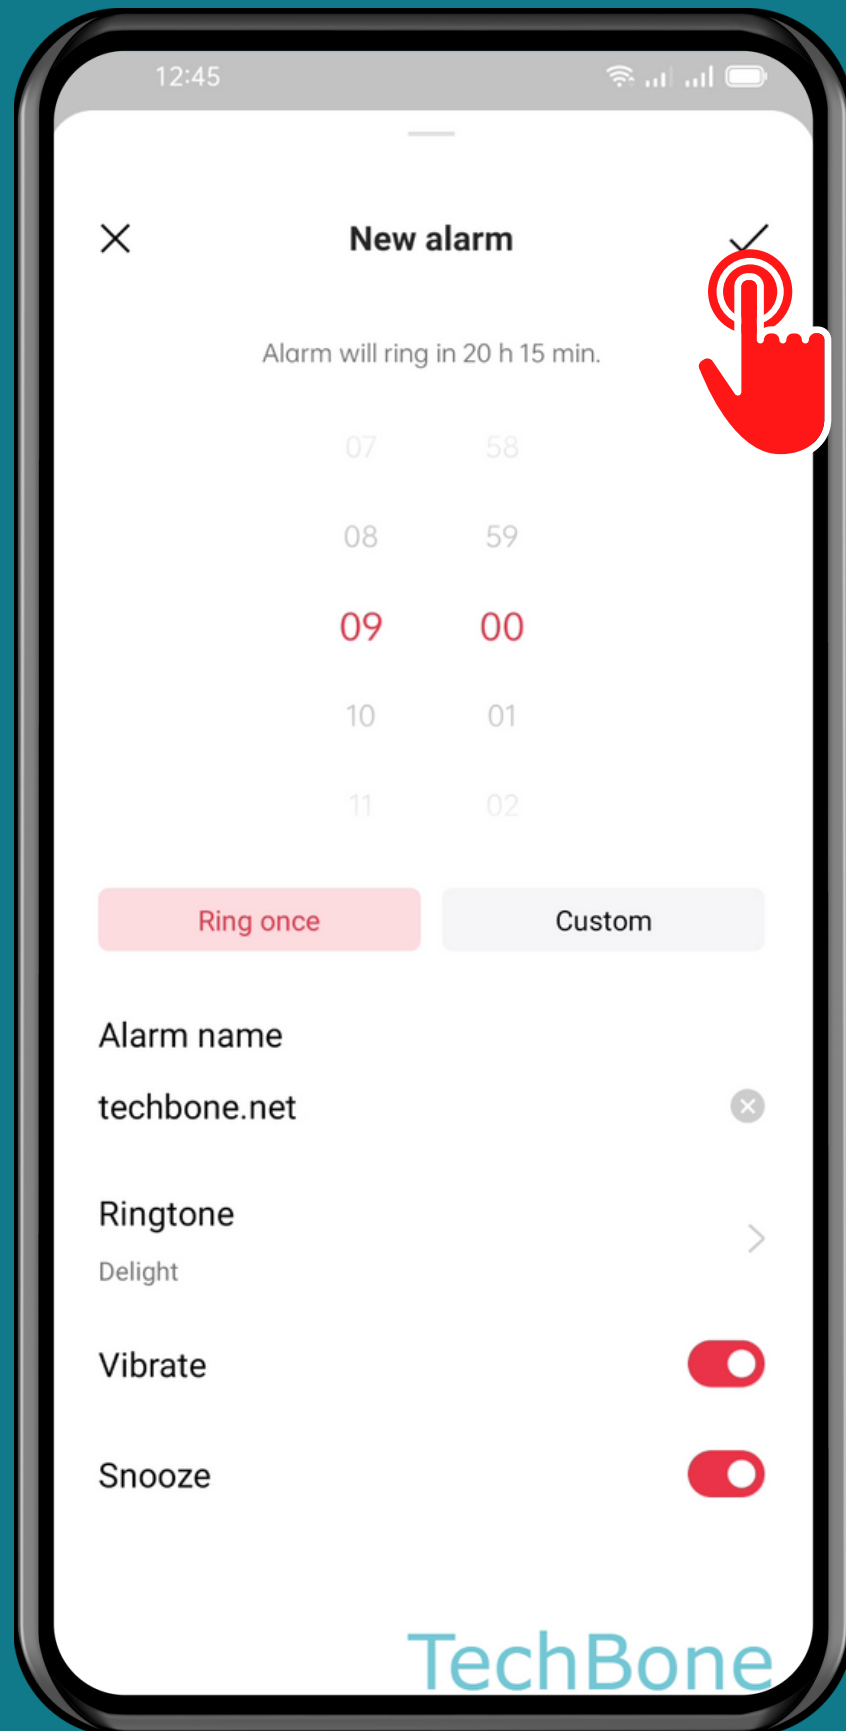 12:45
New alarm
Alarm will ring in 20 h 15 min.
07 58
08 59
09 00
10 01
11 02
Ring once Custom
Alarm name
techbone.net
Ringtone
Delight
Vibrate
Snooze
TechBone